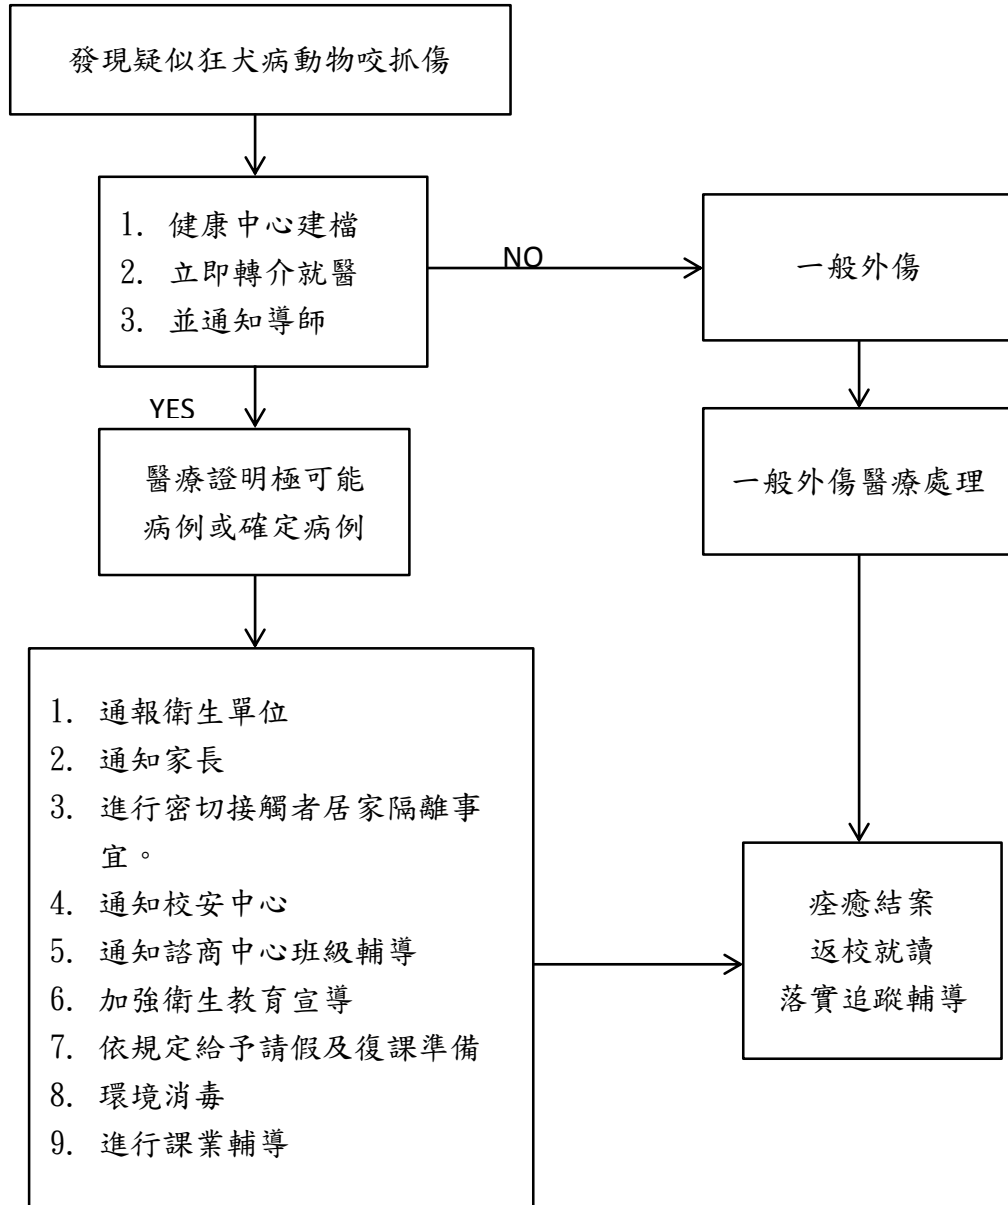 發現疑似狂犬病動物咬抓傷
1. 健康中心建檔
2. 立即轉介就醫
3. 並通知導師
NO
一般外傷
YES
醫療證明極可能
病例或確定病例
一般外傷醫療處理
1. 通報衛生單位
2. 通知家長
3. 進行密切接觸者居家隔離事
宜。
4. 通知校安中心
5. 通知諮商中心班級輔導
6. 加強衛生教育宣導
7. 依規定給予請假及復課準備
8. 環境消毒
9. 進行課業輔導
痊癒結案
返校就讀
落實追蹤輔導